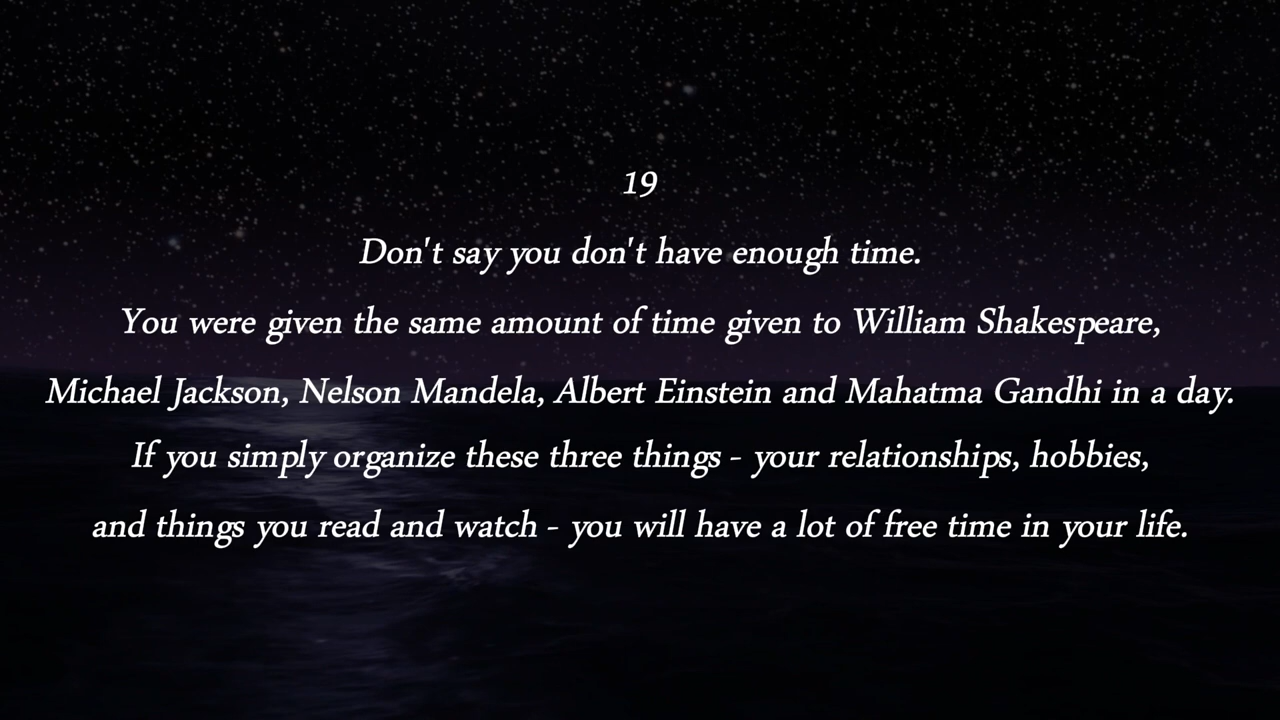 19
Don't say you don't have enough time.
You were given the same amount of time given to William Shakespeare,
Michael Jackson, Nelson Mandela, Albert Einstein and Mahatma Gandhi in a day.
If you simply organize these three things - your relationships, hobbies,
and things you read and watch - you will have a lot of free time in your life.